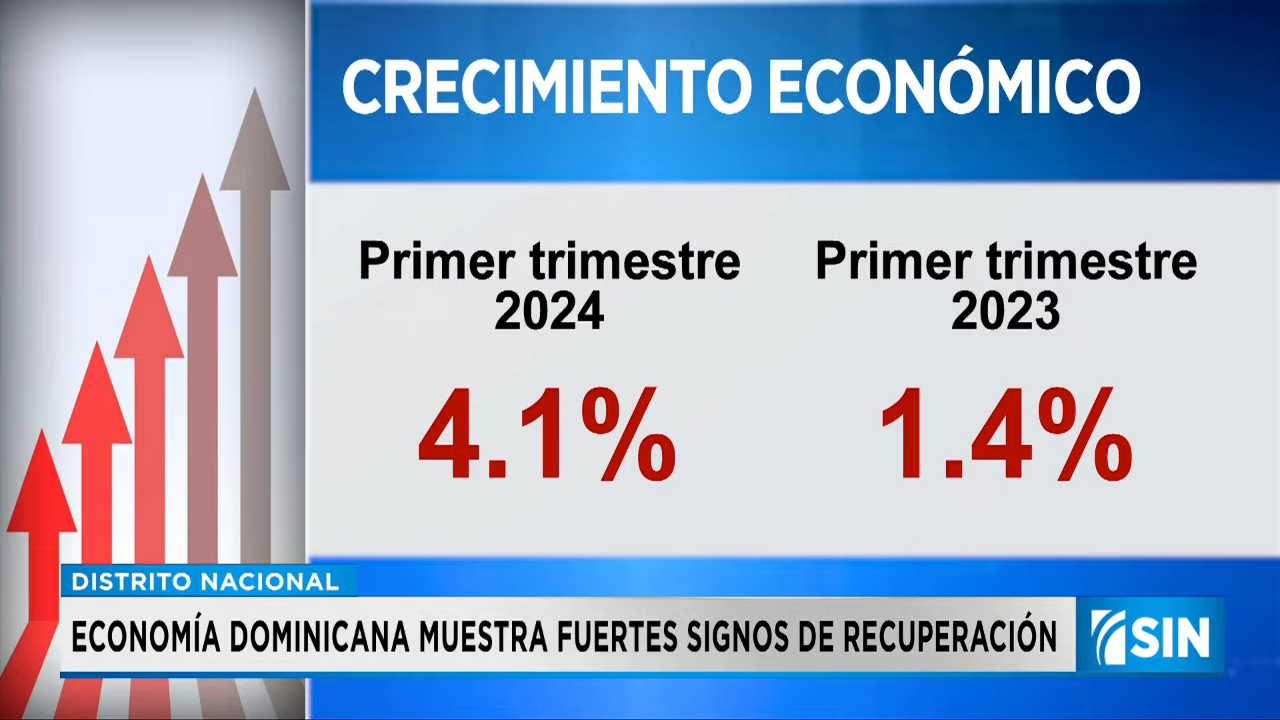 CRECIMIENTO ECONÓMICO
Primer trimestre
2024
4.1%
Primer trimestre
2023
1.4%
DISTRITO NACIONAL
ECONOMÍA DOMINICANA MUESTRA FUERTES SIGNOS DE RECUPERACIÓN
SIN